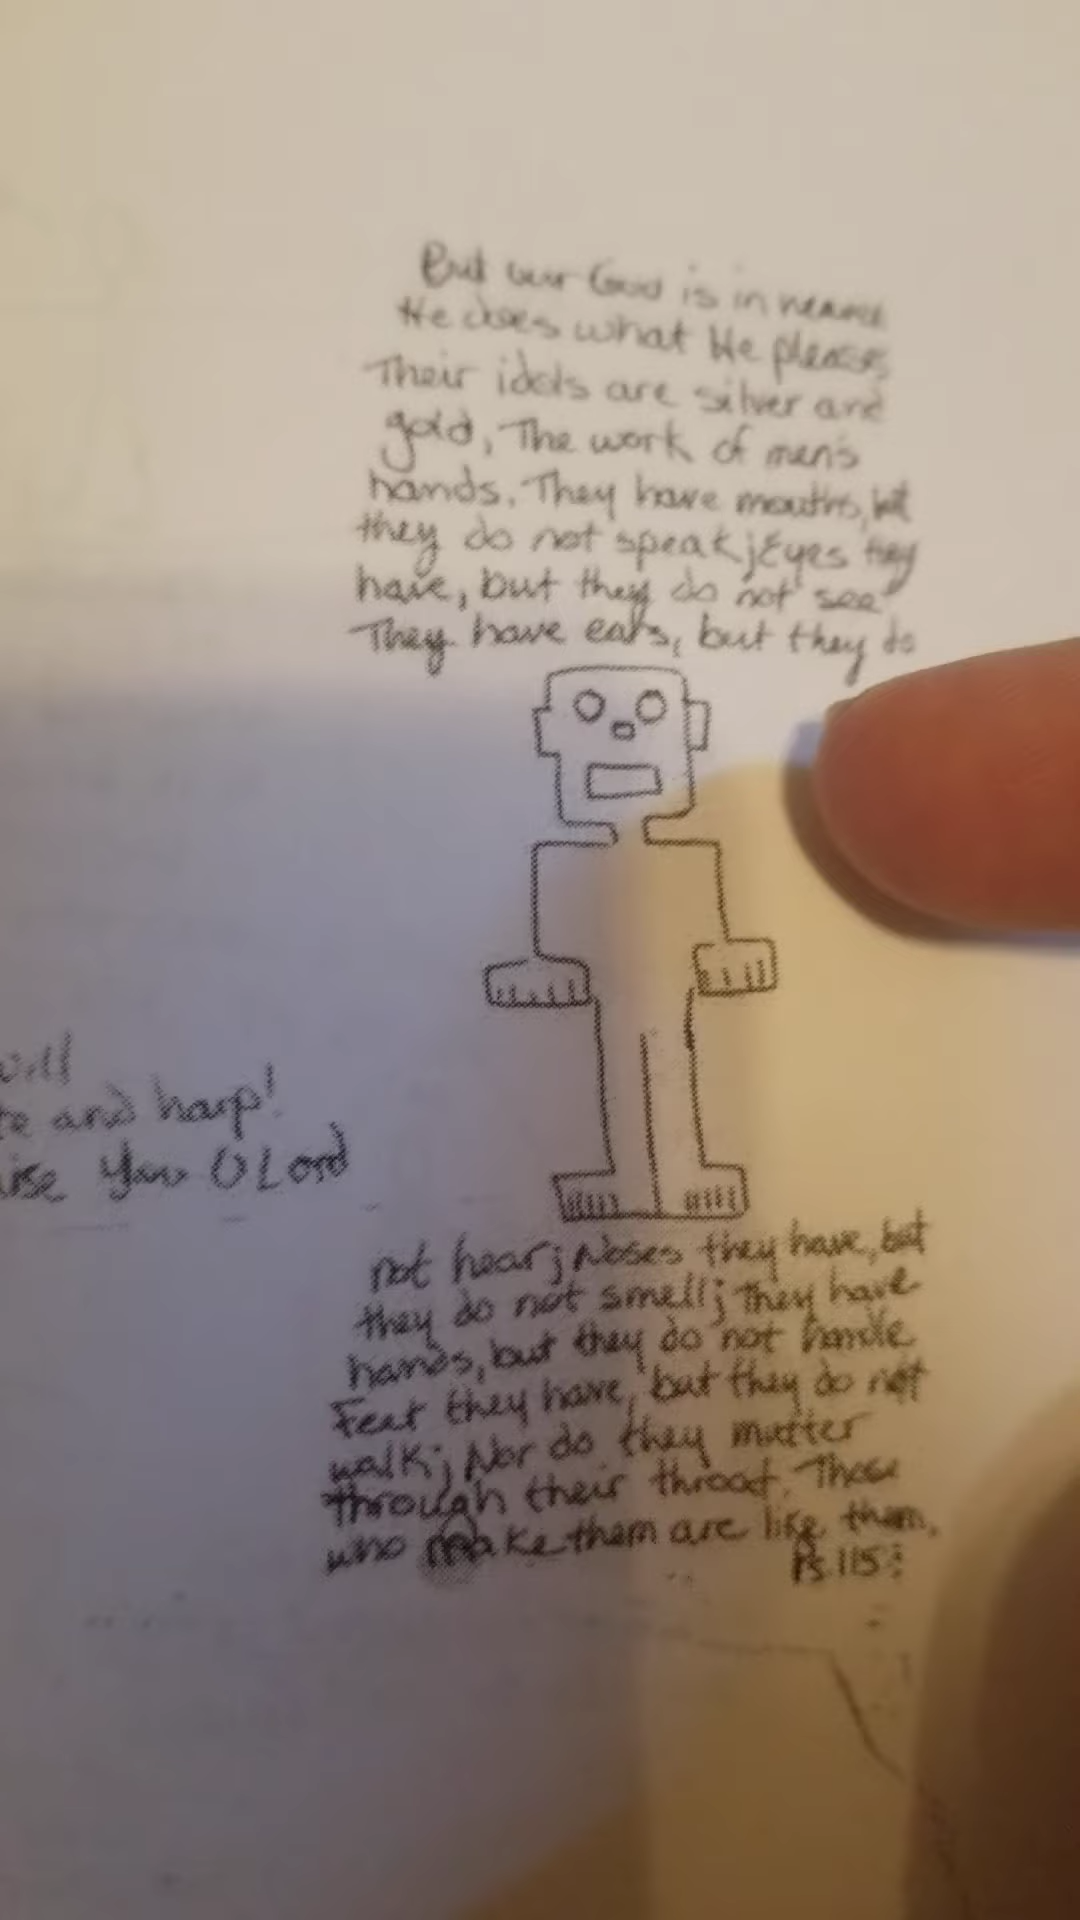 But our God is in heaven
He does what He pleases
Their idols are silver and
gold, The work of men's
hands. They have mouths, but
they do not speak; Eyes they
have, but they do not see
They have ears, but they do
and harp!
You O Lord
not hear; Noses they have, but
they do not smell; They have
hands, but they do not handle
Feet they have, but they do not
walk; Nor do they mutter
through their throat. Those
who make them are like them,
Ps. 115: